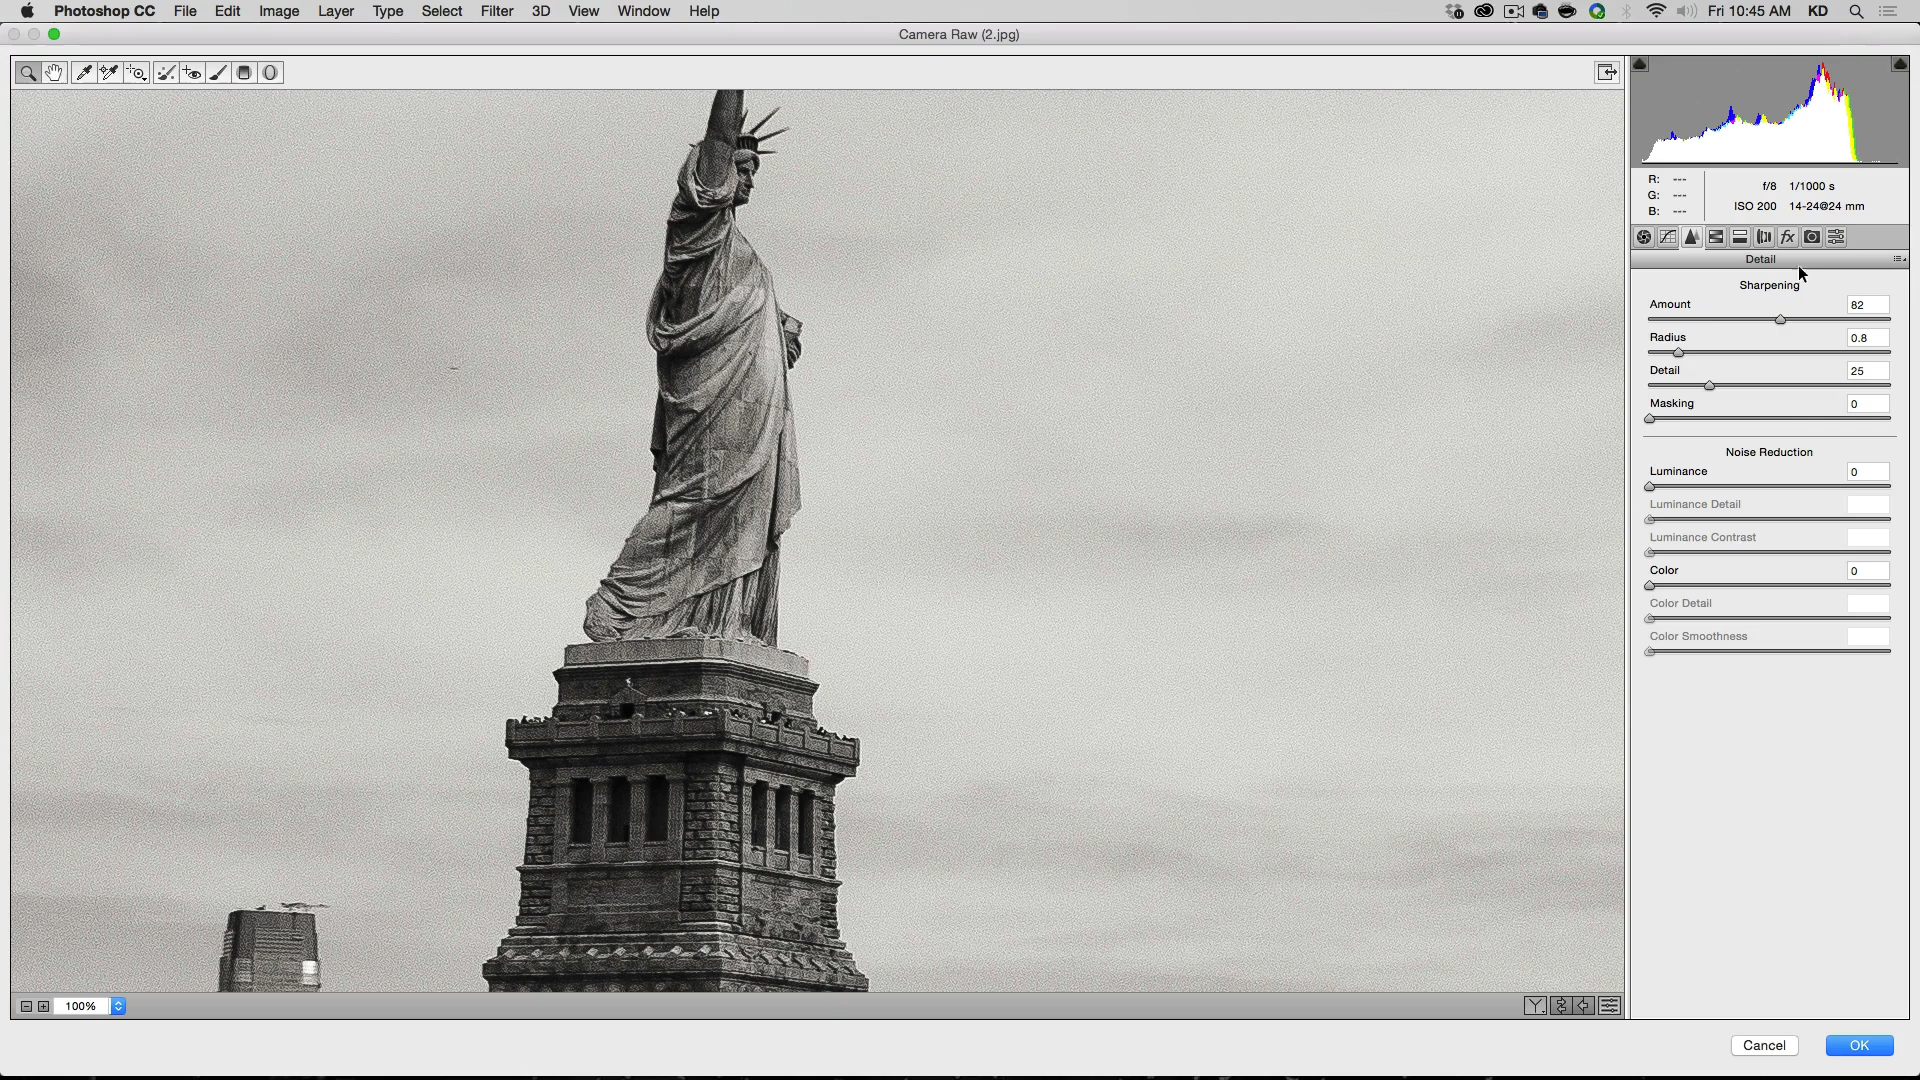 Photoshop CC File Edit Image Layer Type Select Filter 3D View Window Help Fri 10:45 AM KD
Camera Raw (2.jpg)
R: ---
G: ---
B: ---
f/8 1/1000 s
ISO 200 14-24@24 mm
fx
Detail
Sharpening
Amount 82
Radius 0.8
Detail 25
Masking 0
Noise Reduction
Luminance 0
Luminance Detail
Luminance Contrast
Color 0
Color Detail
Color Smoothness
100%
Y
Cancel OK